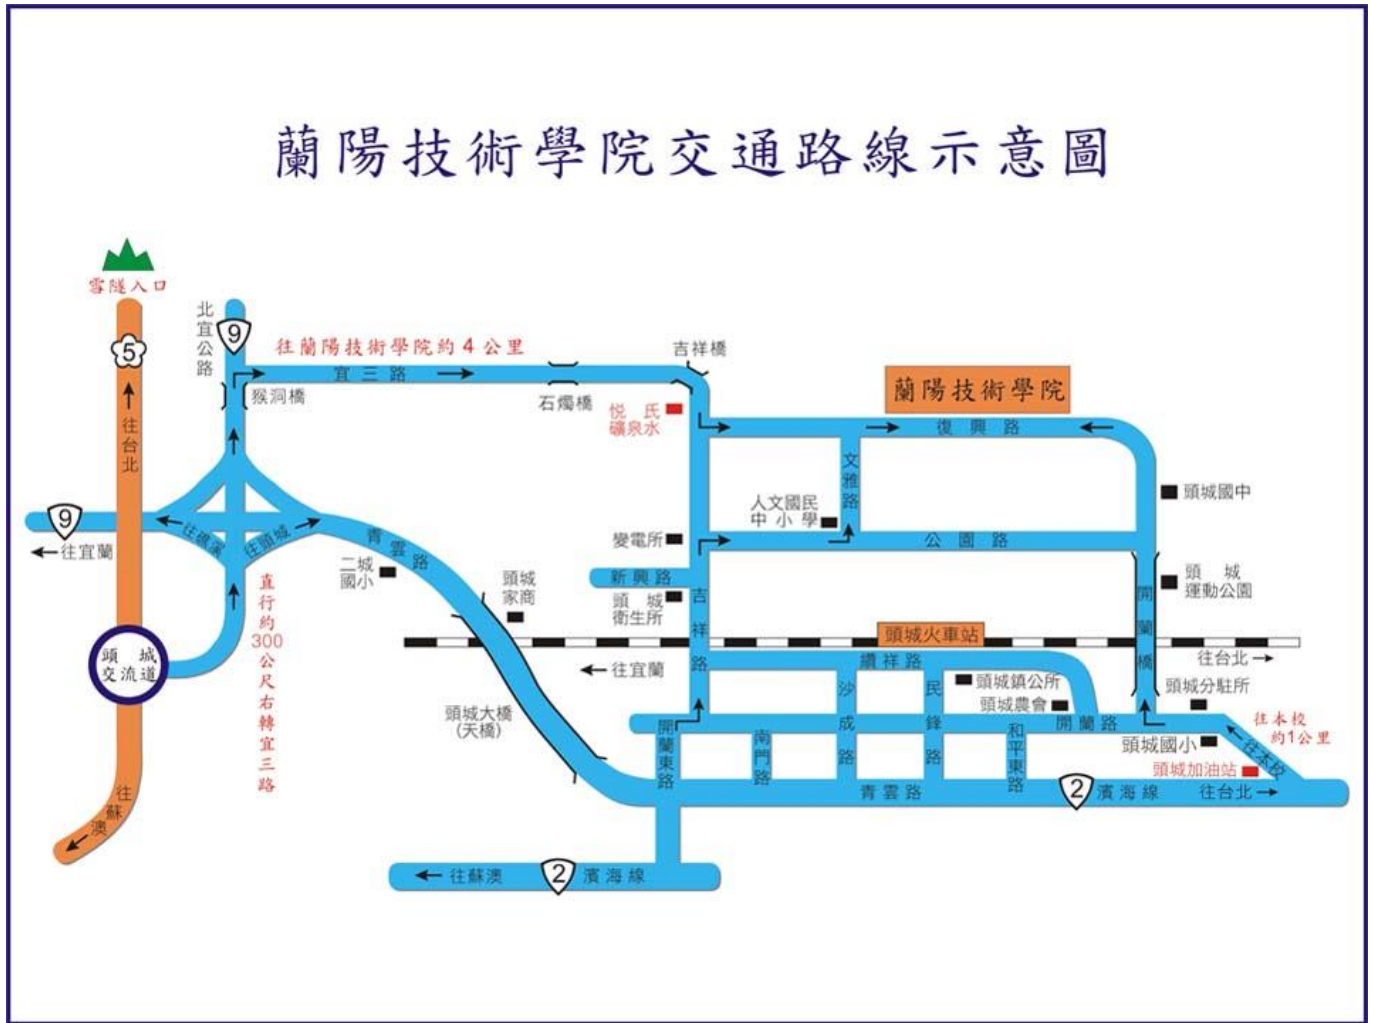 蘭陽技術學院交通路線示意圖
雪隧入口
5
往台北
北宜公路
9
往蘭陽技術學院約4公里
宜三路
猴洞橋
石燭橋
吉祥橋
悦氏
礦泉水
蘭陽技術學院
復興路
文雅路
人文國民
中小學
頭城國中
9
往宜蘭
往礁溪
往頭城
青雲路
二城
國小
頭城
家商
變電所
公園路
新興路
頭城
衛生所
吉祥路
頭城
運動公園
開蘭橋
直行約300公尺右轉宜三路
頭城
交流道
頭城火車站
往宜蘭
往台北
續祥路
沙成路
民鋒路
頭城鎮公所
頭城農會
頭城分駐所
頭城大橋
(天橋)
開蘭東路
南門路
和平東路
開蘭路
頭城國小
往本校
約1公里
往本校
頭城加油站
往蘇澳
青雲路
2
濱海線
往台北
往蘇澳
2
濱海線